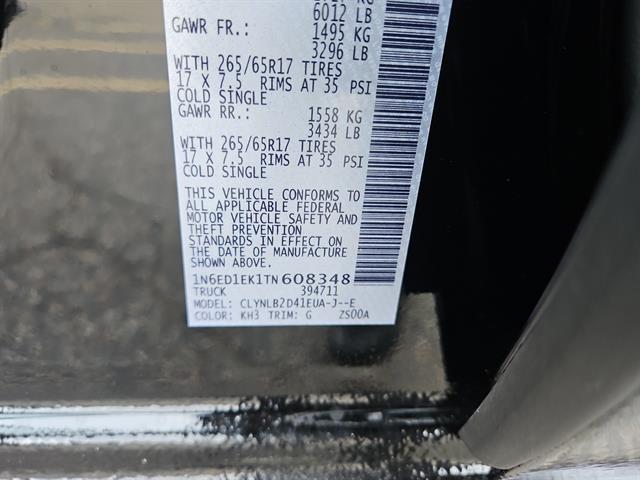 6012 LB
GAWR FR.: 1495 KG
3296 LB
WITH 265/65R17 TIRES
17 X 7.5 RIMS AT 35 PSI
COLD SINGLE
GAWR RR.: 1558 KG
3434 LB
WITH 265/65R17 TIRES
17 X 7.5 RIMS AT 35 PSI
COLD SINGLE
THIS VEHICLE CONFORMS TO
ALL APPLICABLE FEDERAL
MOTOR VEHICLE SAFETY AND
THEFT PREVENTION
STANDARDS IN EFFECT ON
THE DATE OF MANUFACTURE
SHOWN ABOVE.
1N6ED1EK1TN608348
TRUCK 394711
MODEL: CLYNLB2D41EUA-J--E
COLOR: KH3 TRIM: G ZS00A